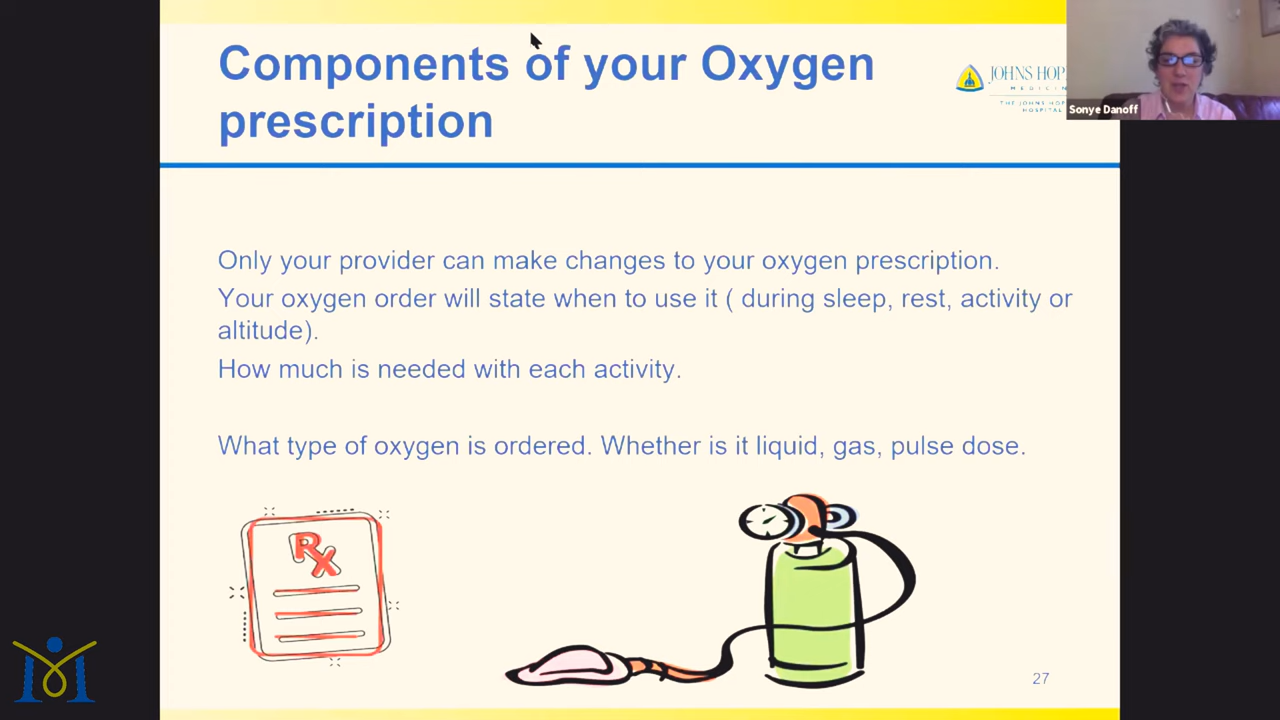 Components of your Oxygen
prescription
JOHNS HOP
MEDICIN
THE JOHNS HO
HOSPITAL
Sonye Danoff
Only your provider can make changes to your oxygen prescription.
Your oxygen order will state when to use it ( during sleep, rest, activity or
altitude).
How much is needed with each activity.
What type of oxygen is ordered. Whether is it liquid, gas, pulse dose.
Rx
27